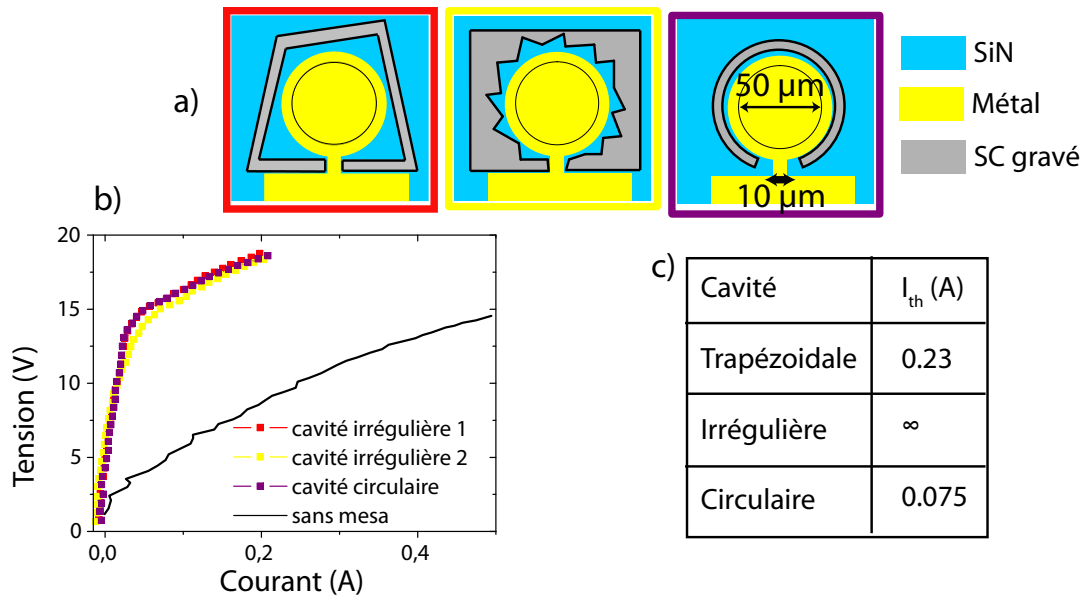 a)
50 µm
10 µm
SiN
Métal
SC gravé
b)
Tension (V)
20
15
10
5
0
cavité irrégulière 1
cavité irrégulière 2
cavité circulaire
sans mesa
0,0
0,2
0,4
Courant (A)
c)
Cavité
I_th (A)
Trapézoidale
0.23
Irrégulière
∞
Circulaire
0.075